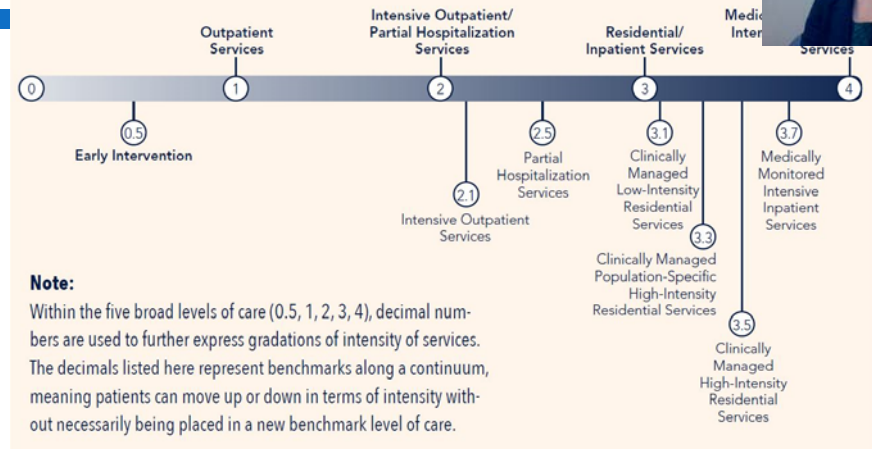 Outpatient
Services
Intensive Outpatient/
Partial Hospitalization
Services
Residential/
Inpatient Services
Services
0
1
2
3
4
0.5
Early Intervention
2.1
Intensive Outpatient
Services
2.5
Partial
Hospitalization
Services
3.1
Clinically
Managed
Low-Intensity
Residential
Services
3.3
Clinically Managed
Population-Specific
High-Intensity
Residential Services
3.5
Clinically
Managed
High-Intensity
Residential
Services
3.7
Medically
Monitored
Intensive
Inpatient
Services
Note:
Within the five broad levels of care (0.5, 1, 2, 3, 4), decimal num-
bers are used to further express gradations of intensity of services.
The decimals listed here represent benchmarks along a continuum,
meaning patients can move up or down in terms of intensity with-
out necessarily being placed in a new benchmark level of care.